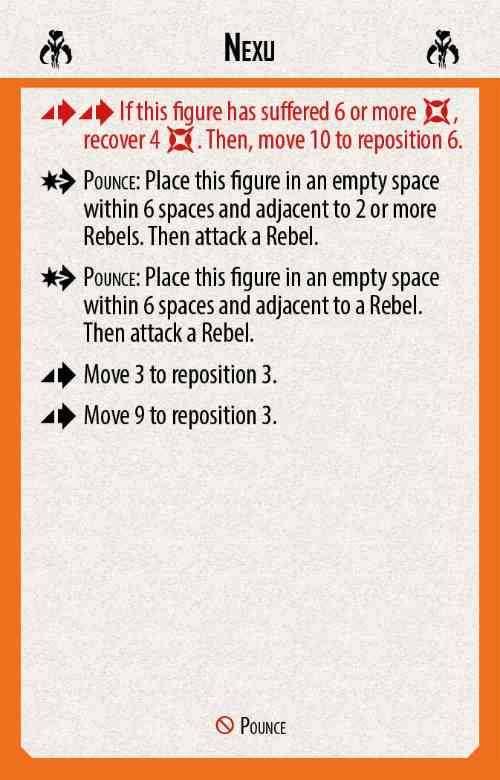 Nexu
If this figure has suffered 6 or more ,
recover 4 . Then, move 10 to reposition 6.
Pounce: Place this figure in an empty space
within 6 spaces and adjacent to 2 or more
Rebels. Then attack a Rebel.
Pounce: Place this figure in an empty space
within 6 spaces and adjacent to a Rebel.
Then attack a Rebel.
Move 3 to reposition 3.
Move 9 to reposition 3.
Pounce